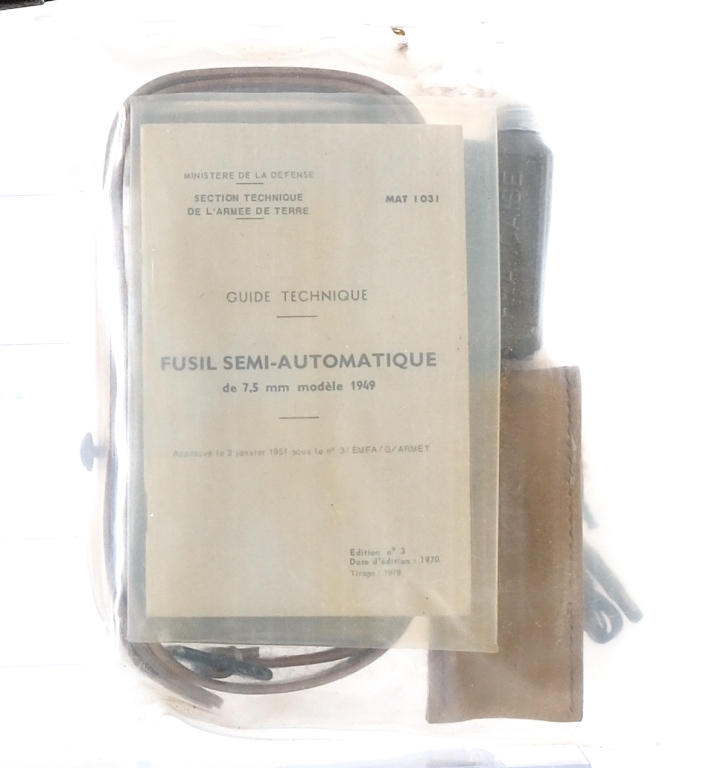 MINISTERE DE LA DEFENSE
SECTION TECHNIQUE
DE L'ARMEE DE TERRE
MAT 1031
GUIDE TECHNIQUE
FUSIL SEMI-AUTOMATIQUE
de 7,5 mm modèle 1949
Approuvé le 2 janvier 1951 sous le n° 3/EMFA/G/ARMET
Edition n° 3
Date d'édition : 1970
Tirage : 1979